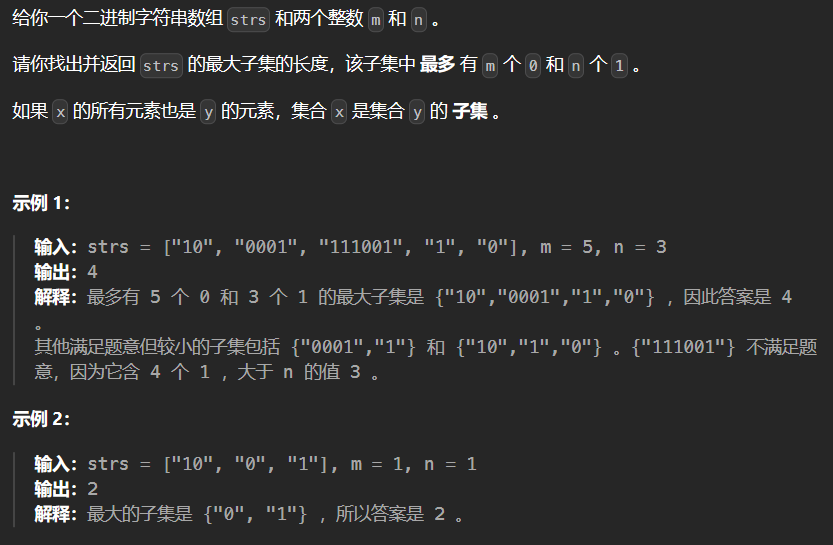 给你一个二进制字符串数组 strs 和两个整数 m 和 n 。
请你找出并返回 strs 的最大子集的长度，该子集中 最多 有 m 个 0 和 n 个 1 。
如果 x 的所有元素也是 y 的元素，集合 x 是集合 y 的 子集 。
示例 1：
输入：strs = ["10", "0001", "111001", "1", "0"], m = 5, n = 3
输出：4
解释：最多有 5 个 0 和 3 个 1 的最大子集是 {"10","0001","1","0"} ，因此答案是 4
。
其他满足题意但较小的子集包括 {"0001","1"} 和 {"10","1","0"} 。{"111001"} 不满足题
意，因为它含 4 个 1 ，大于 n 的值 3 。
示例 2：
输入：strs = ["10", "0", "1"], m = 1, n = 1
输出：2
解释：最大的子集是 {"0", "1"} ，所以答案是 2 。